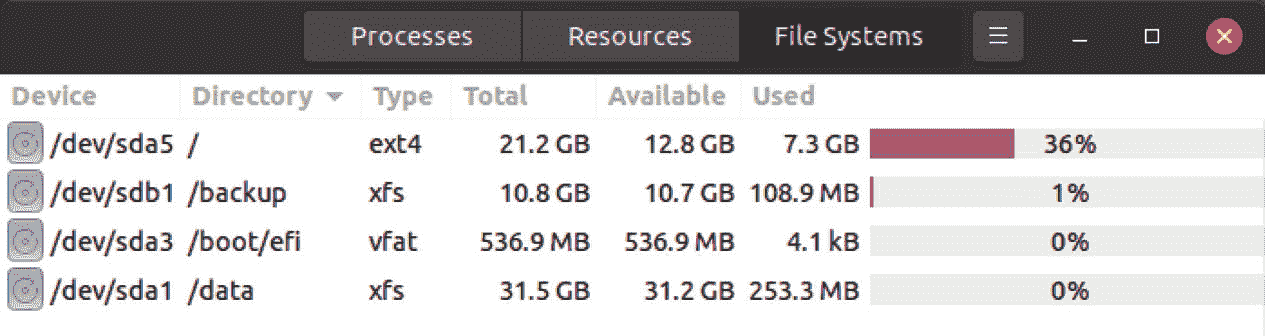 Processes Resources File Systems
Device Directory Type Total Available Used
/dev/sda5 / ext4 21.2 GB 12.8 GB 7.3 GB 36%
/dev/sdb1 /backup xfs 10.8 GB 10.7 GB 108.9 MB 1%
/dev/sda3 /boot/efi vfat 536.9 MB 536.9 MB 4.1 kB 0%
/dev/sda1 /data xfs 31.5 GB 31.2 GB 253.3 MB 0%